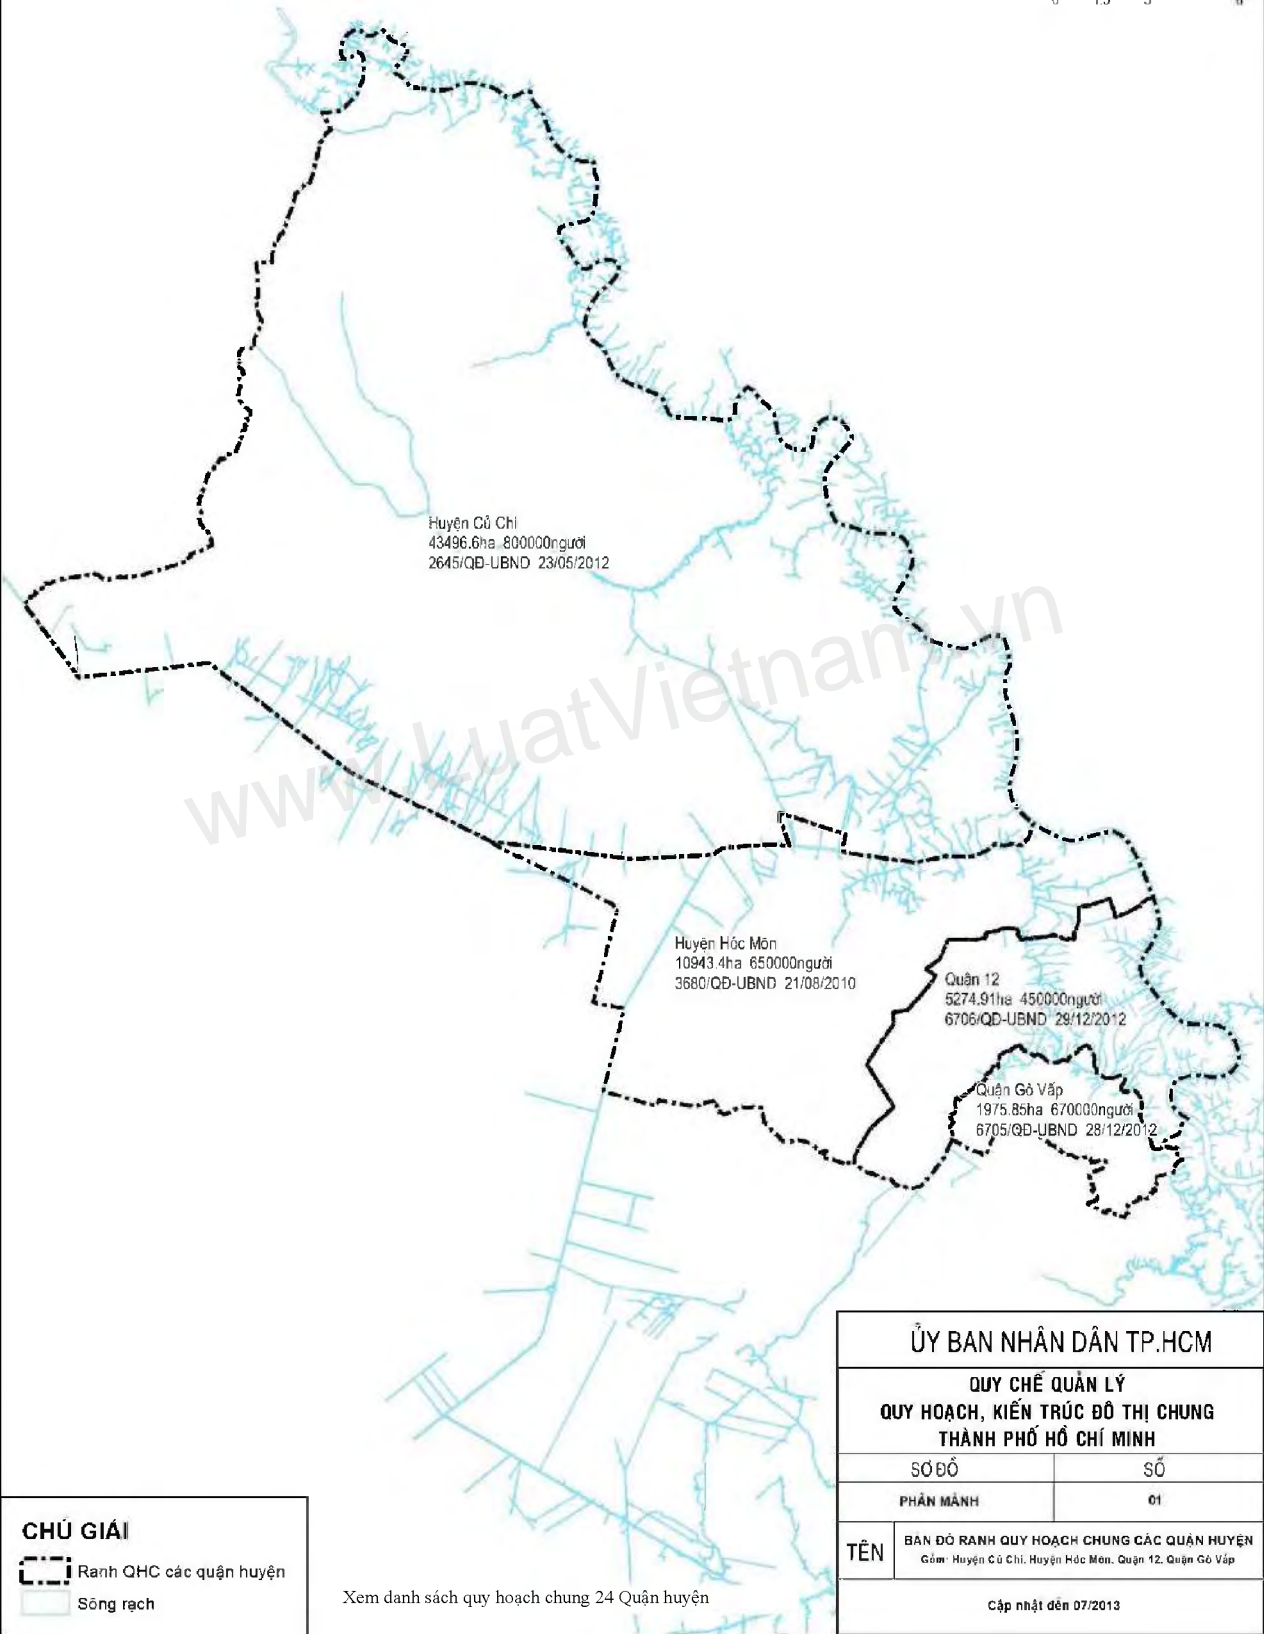 Huyện Củ Chi
43496.6ha 800000người
2645/QĐ-UBND 23/05/2012
www.LuatVietnam.vn
Huyện Hóc Môn
10943.4ha 650000người
3680/QĐ-UBND 21/08/2010
Quận 12
5274.91ha 450000người
6706/QĐ-UBND 29/12/2012
Quận Gò Vấp
1975.85ha 670000người
6705/QĐ-UBND 28/12/2012
ỦY BAN NHÂN DÂN TP.HCM
QUY CHẾ QUẢN LÝ
QUY HOẠCH, KIẾN TRÚC ĐÔ THỊ CHUNG
THÀNH PHỐ HỒ CHÍ MINH
SƠ ĐỒ SỐ
PHÂN MẢNH 01
TÊN
BẢN ĐỒ RANH QUY HOẠCH CHUNG CÁC QUẬN HUYỆN
Gồm: Huyện Củ Chi, Huyện Hóc Môn, Quận 12, Quận Gò Vấp
Cập nhật đến 07/2013
CHÚ GIẢI
Ranh QHC các quận huyện
Sông rạch
Xem danh sách quy hoạch chung 24 Quận huyện